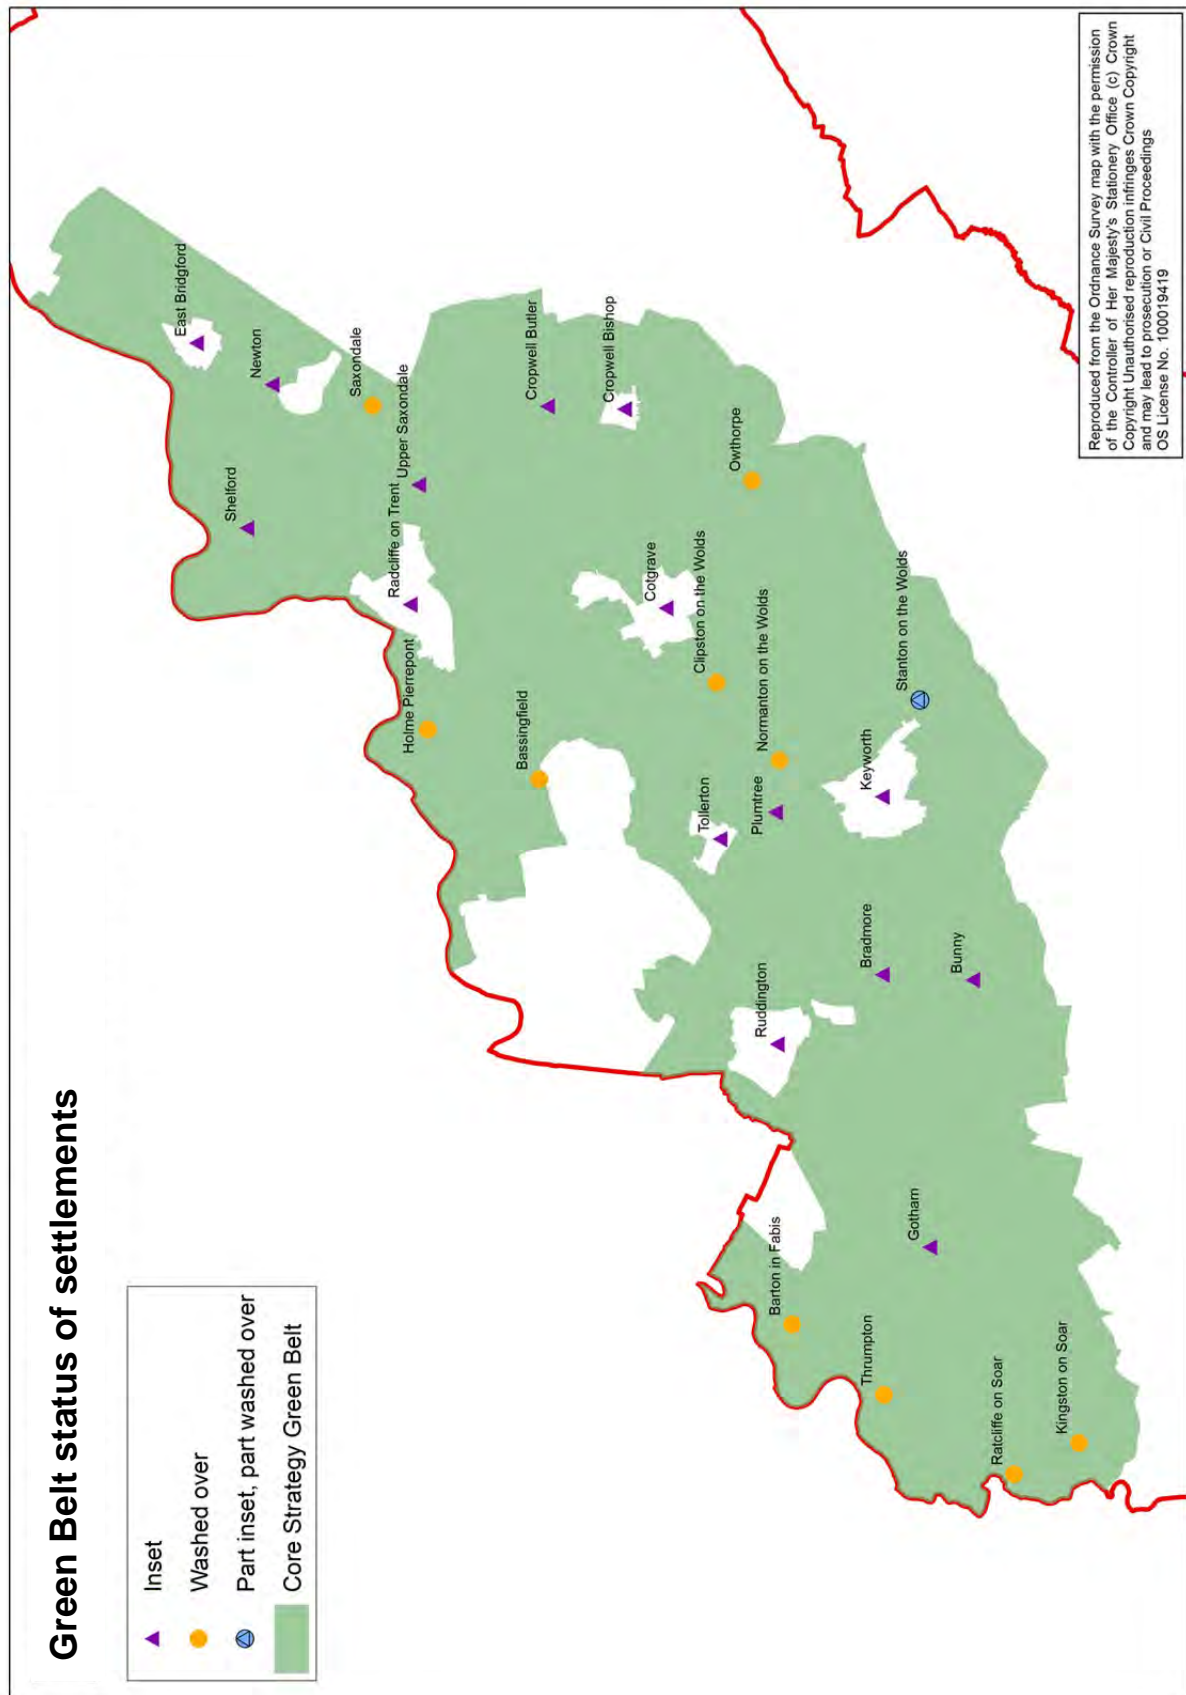 Green Belt status of settlements
Inset
Washed over
Part inset, part washed over
Core Strategy Green Belt
East Bridgford
Newton
Shelford
Saxondale
Upper Saxondale
Radcliffe on Trent
Holme Pierrepont
Bassingfield
Cropwell Butler
Cropwell Bishop
Cotgrave
Owthorpe
Clipston on the Wolds
Normanton on the Wolds
Tollerton
Plumtree
Stanton on the Wolds
Keyworth
Bradmore
Ruddington
Bunny
Barton in Fabis
Gotham
Thrumpton
Ratcliffe on Soar
Kingston on Soar
Reproduced from the Ordnance Survey map with the permission
of the Controller of Her Majesty's Stationery Office (c) Crown
Copyright Unauthorised reproduction infringes Crown Copyright
and may lead to prosecution or Civil Proceedings
OS License No. 100019419